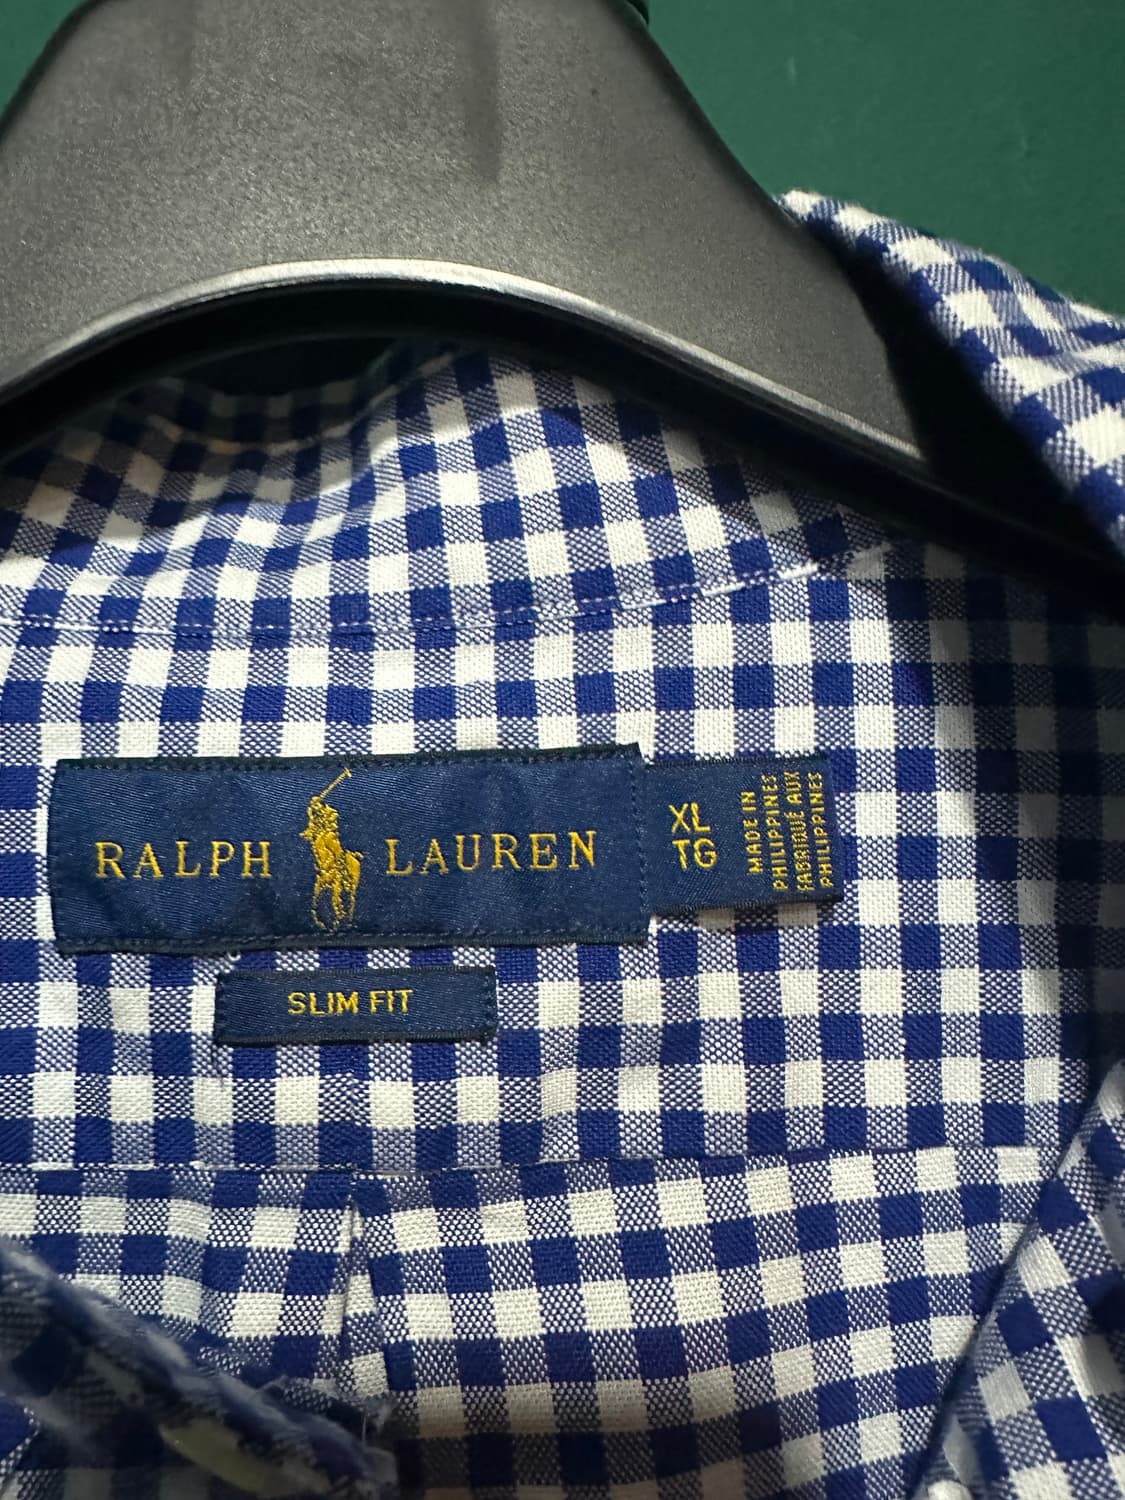 RALPH LAUREN
XL
TG
MADE IN
PHILIPPINES
FABRIQUÉ AUX
PHILIPPINES
SLIM FIT